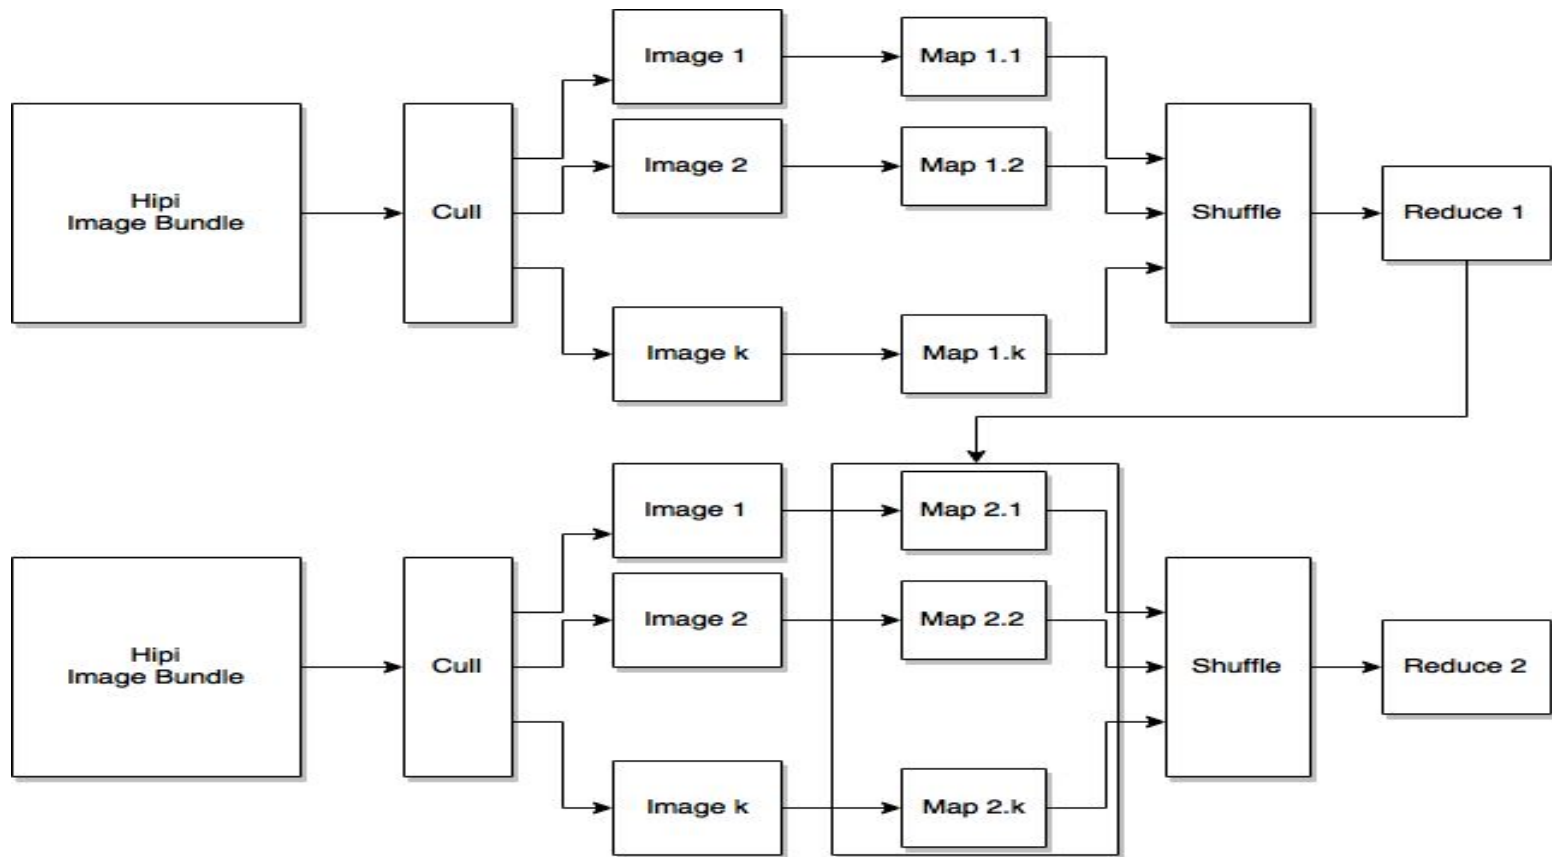 Hipi
Image Bundle
Cull
Image 1
Map 1.1
Image 2
Map 1.2
Image k
Map 1.k
Shuffle
Reduce 1
Hipi
Image Bundle
Cull
Image 1
Map 2.1
Image 2
Map 2.2
Image k
Map 2.k
Shuffle
Reduce 2